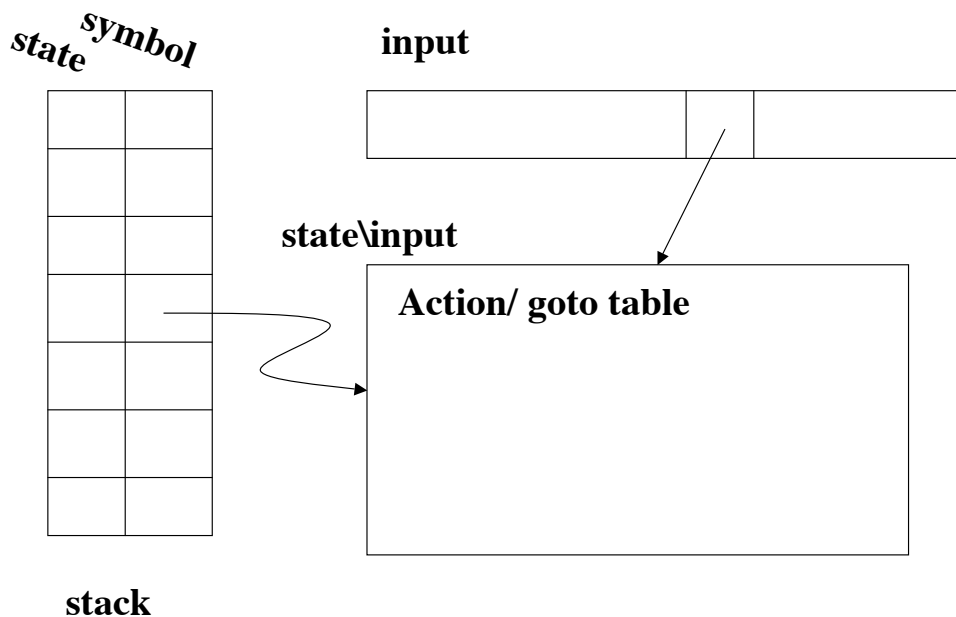 state symbol
input
state\input
Action/ goto table
stack